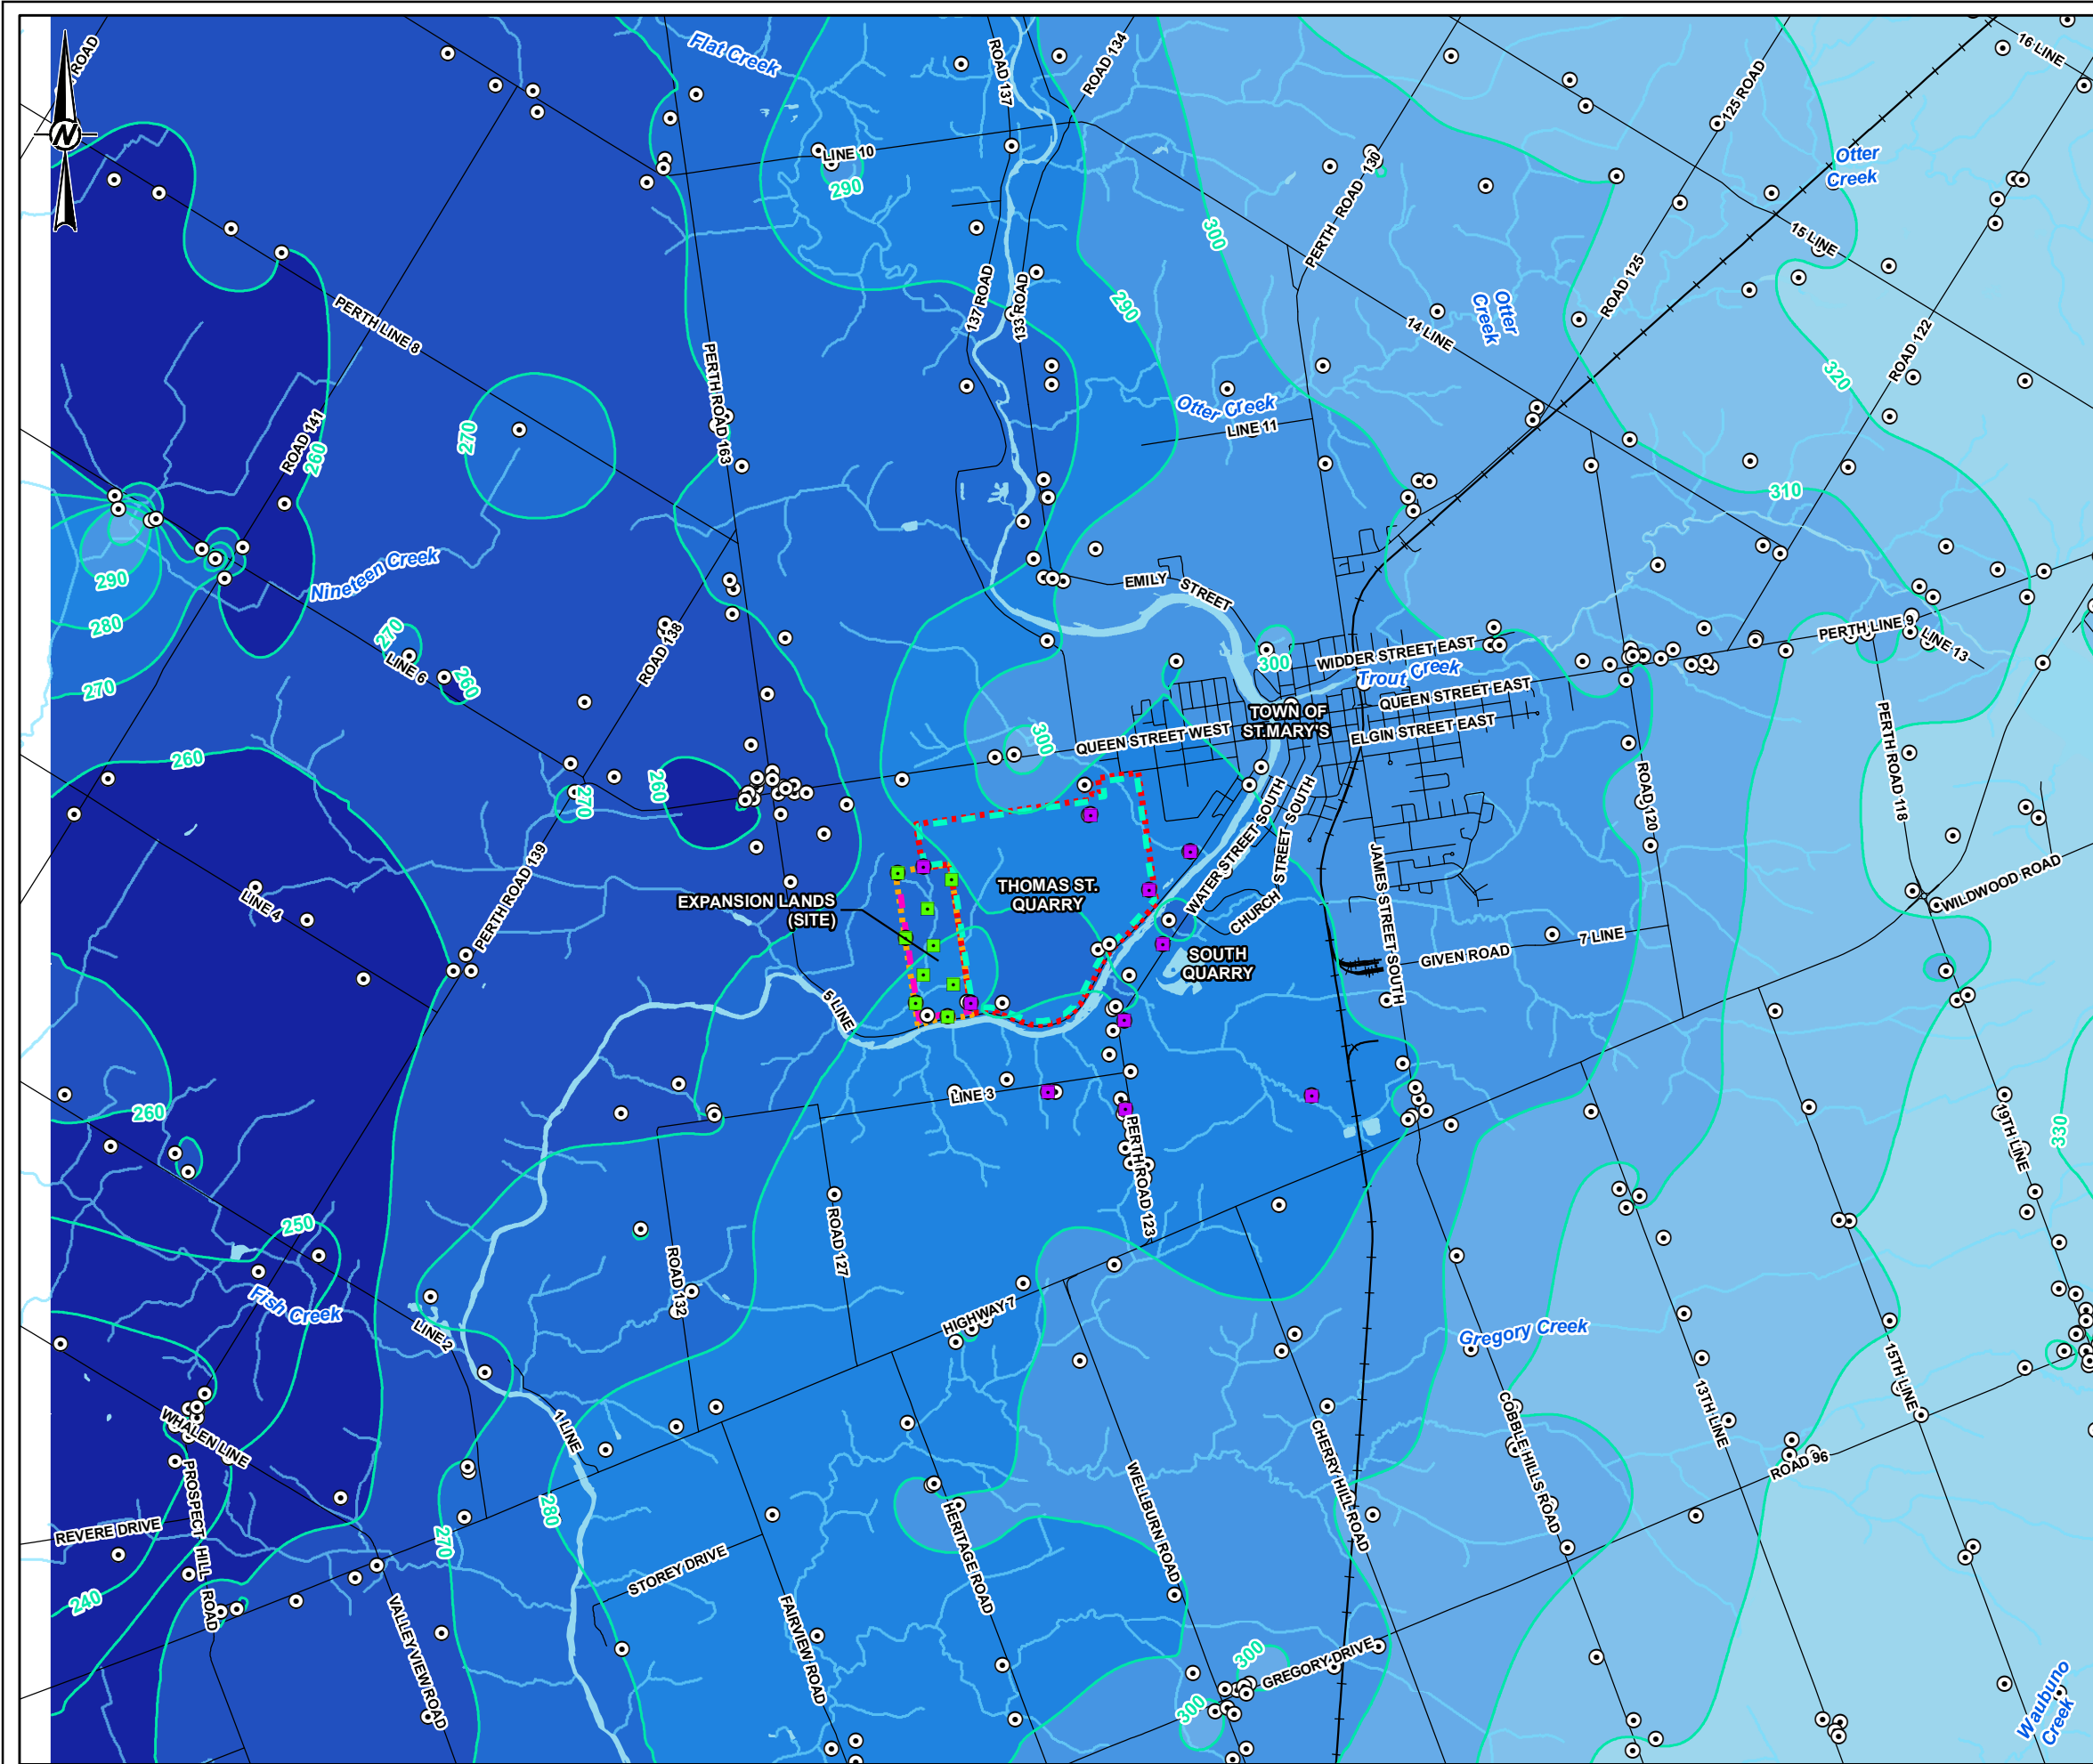 ROAD
N
Flat Creek
ROAD 137
ROAD 134
16 LINE
125 ROAD
LINE 10
290
PERTH ROAD 130
Otter
Creek
300
15 LINE
137 ROAD
133 ROAD
290
PERTH LINE 8
ROAD 125
Otter
Creek
14 LINE
ROAD 122
320
PERTH ROAD 163
Otter Creek
LINE 11
270
ROAD 141
260
310
290
Nineteen Creek
EMILY STREET
280
270
LINE 6
ROAD 138
260
270
300
WIDDER STREET EAST
PERTH LINE 9
LINE 13
Trout Creek
QUEEN STREET EAST
TOWN OF
ST.MARY'S
ELGIN STREET EAST
QUEEN STREET WEST
300
PERTH ROAD 118
260
260
270
ROAD 120
WATER STREET SOUTH
CHURCH STREET SOUTH
JAMES STREET SOUTH
LINE 4
PERTH ROAD 139
EXPANSION LANDS
(SITE)
THOMAS ST.
QUARRY
WILDWOOD ROAD
SOUTH
QUARRY
GIVEN ROAD
7 LINE
5 LINE
LINE 3
260
PERTH ROAD 123
19TH LINE
330
250
ROAD 127
ROAD 132
Fish Creek
LINE 2
HIGHWAY 7
Gregory Creek
15TH LINE
13TH LINE
COBBLE HILLS ROAD
CHERRY HILL ROAD
WHALEN LINE
1 LINE
ROAD 96
WELLBURN ROAD
PROSPECT HILL ROAD
REVERE DRIVE
280
270
HERITAGE ROAD
STOREY DRIVE
240
VALLEYVIEW ROAD
FAIRVIEW ROAD
300
GREGORY DRIVE
300
Waubuno
Creek